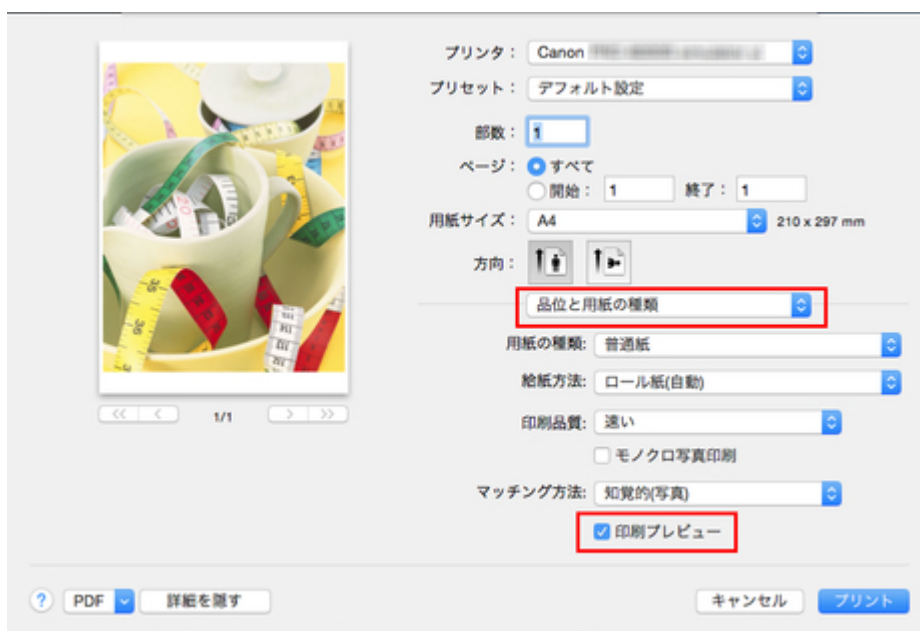 プリンタ： Canon
プリセット： デフォルト設定
部数： 1
ページ： すべて
開始： 1 終了： 1
用紙サイズ： A4 210 x 297 mm
方向：
品位と用紙の種類
用紙の種類: 普通紙
給紙方法: ロール紙(自動)
1/1
印刷品質: 速い
モノクロ写真印刷
マッチング方法: 知覚的(写真)
印刷プレビュー
? PDF 詳細を隠す キャンセル プリント